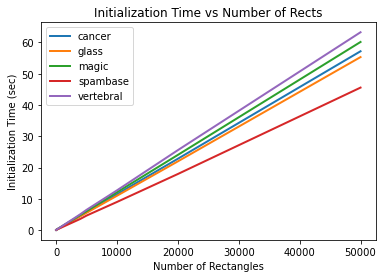 Initialization Time vs Number of Rects
cancer
glass
magic
spambase
vertebral
Initialization Time (sec)
60
50
40
30
20
10
0
0 10000 20000 30000 40000 50000
Number of Rectangles